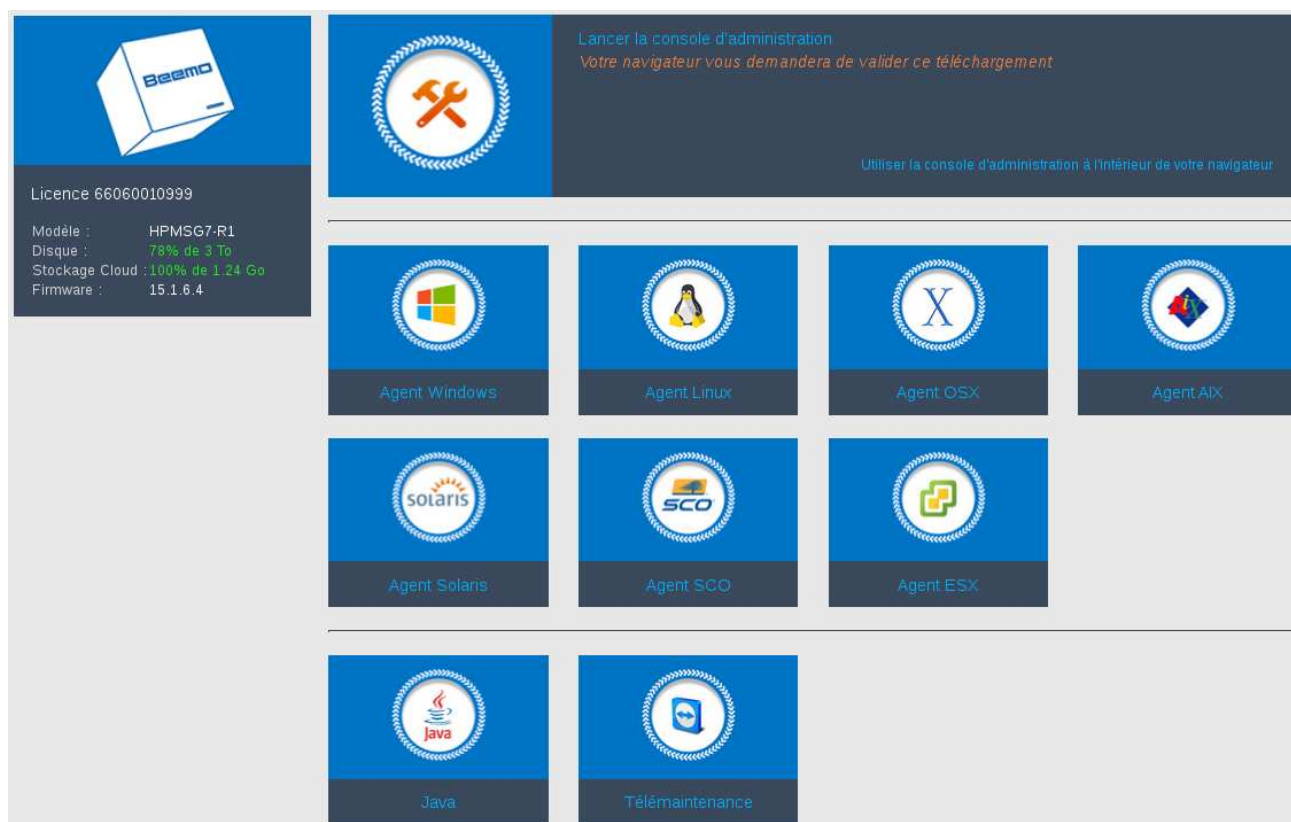 Beemo
Licence 66060010999
Modèle : HPMSG7-R1
Disque : 78% de 3 To
Stockage Cloud : 100% de 1.24 Go
Firmware : 15.1.6.4
Lancer la console d'administration
Votre navigateur vous demandera de valider ce téléchargement
Utiliser la console d'administration à l'intérieur de votre navigateur
X
AIX
Agent Windows
Agent Linux
Agent OSX
Agent AIX
solaris
SCO
Agent Solaris
Agent SCO
Agent ESX
Java
Java
Télémaintenance